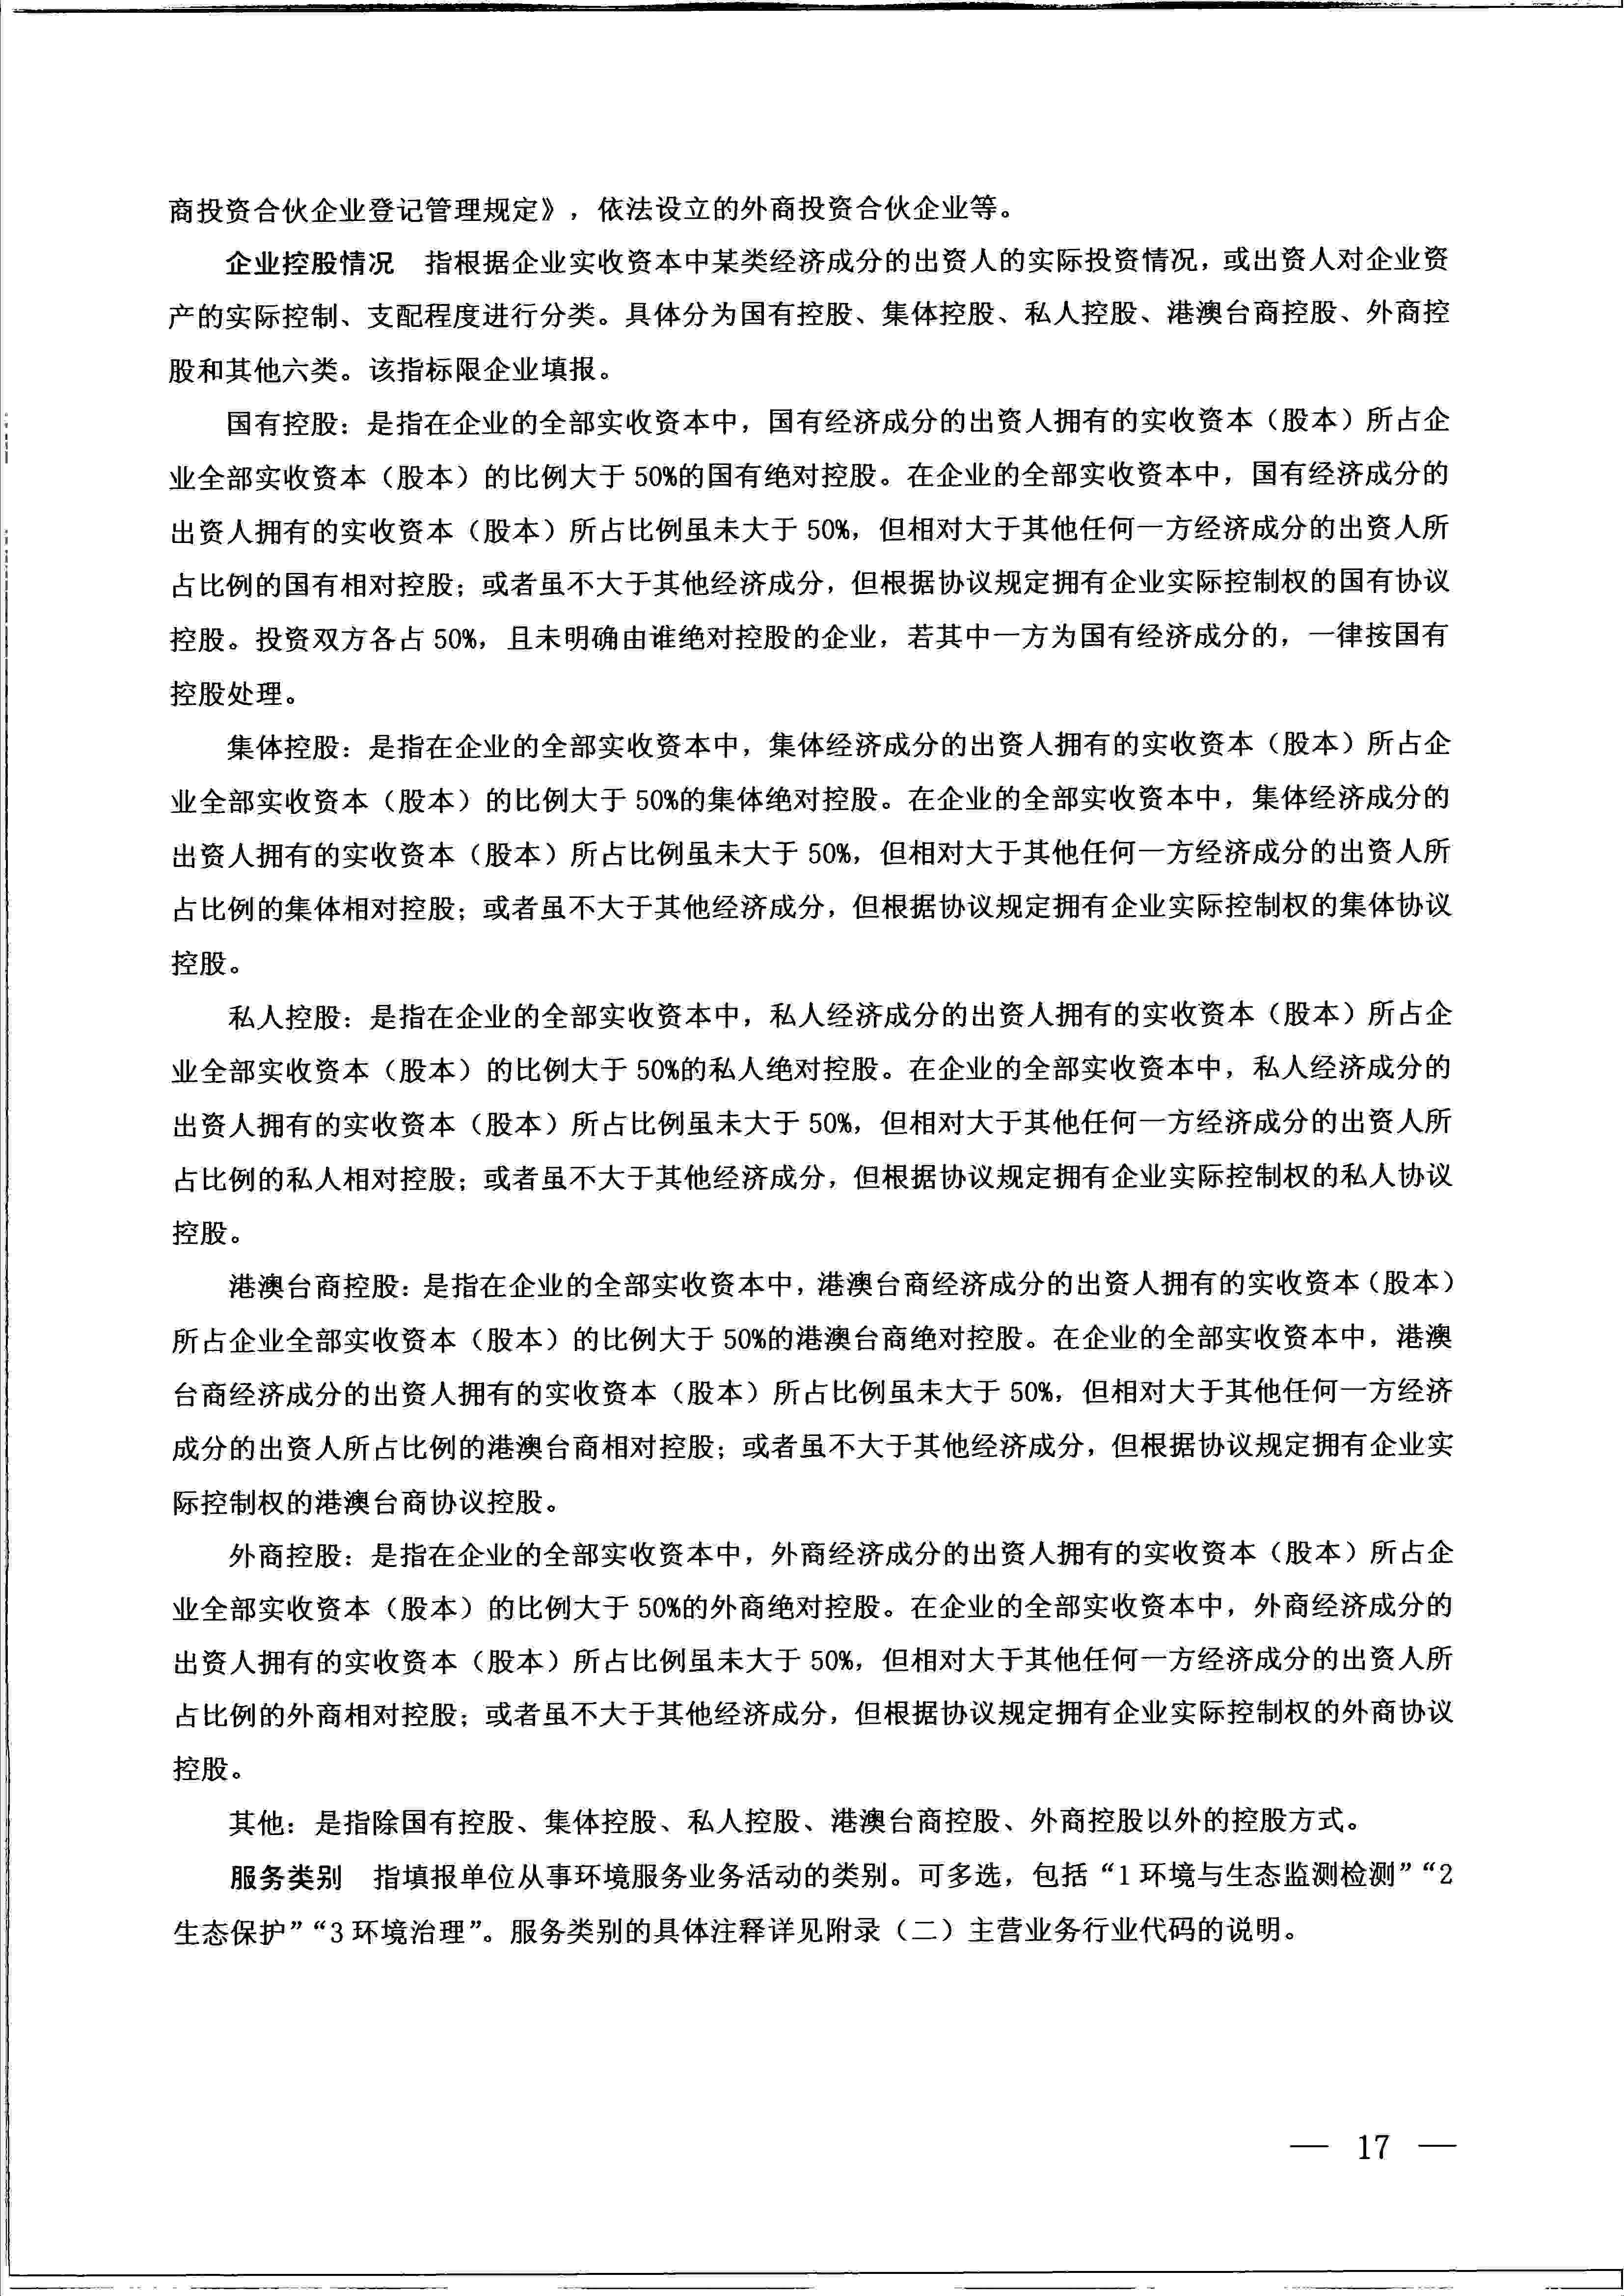 商投资合伙企业登记管理规定》，依法设立的外商投资合伙企业等。
企业控股情况　指根据企业实收资本中某类经济成分的出资人的实际投资情况，或出资人对企业资
产的实际控制、支配程度进行分类。具体分为国有控股、集体控股、私人控股、港澳台商控股、外商控
股和其他六类。该指标限企业填报。
国有控股：是指在企业的全部实收资本中，国有经济成分的出资人拥有的实收资本（股本）所占企
业全部实收资本（股本）的比例大于 50%的国有绝对控股。在企业的全部实收资本中，国有经济成分的
出资人拥有的实收资本（股本）所占比例虽未大于 50%，但相对大于其他任何一方经济成分的出资人所
占比例的国有相对控股；或者虽不大于其他经济成分，但根据协议规定拥有企业实际控制权的国有协议
控股。投资双方各占 50%，且未明确由谁绝对控股的企业，若其中一方为国有经济成分的，一律按国有
控股处理。
集体控股：是指在企业的全部实收资本中，集体经济成分的出资人拥有的实收资本（股本）所占企
业全部实收资本（股本）的比例大于 50%的集体绝对控股。在企业的全部实收资本中，集体经济成分的
出资人拥有的实收资本（股本）所占比例虽未大于 50%，但相对大于其他任何一方经济成分的出资人所
占比例的集体相对控股；或者虽不大于其他经济成分，但根据协议规定拥有企业实际控制权的集体协议
控股。
私人控股：是指在企业的全部实收资本中，私人经济成分的出资人拥有的实收资本（股本）所占企
业全部实收资本（股本）的比例大于 50%的私人绝对控股。在企业的全部实收资本中，私人经济成分的
出资人拥有的实收资本（股本）所占比例虽未大于 50%，但相对大于其他任何一方经济成分的出资人所
占比例的私人相对控股；或者虽不大于其他经济成分，但根据协议规定拥有企业实际控制权的私人协议
控股。
港澳台商控股：是指在企业的全部实收资本中，港澳台商经济成分的出资人拥有的实收资本（股本）
所占企业全部实收资本（股本）的比例大于 50%的港澳台商绝对控股。在企业的全部实收资本中，港澳
台商经济成分的出资人拥有的实收资本（股本）所占比例虽未大于 50%，但相对大于其他任何一方经济
成分的出资人所占比例的港澳台商相对控股；或者虽不大于其他经济成分，但根据协议规定拥有企业实
际控制权的港澳台商协议控股。
外商控股：是指在企业的全部实收资本中，外商经济成分的出资人拥有的实收资本（股本）所占企
业全部实收资本（股本）的比例大于 50%的外商绝对控股。在企业的全部实收资本中，外商经济成分的
出资人拥有的实收资本（股本）所占比例虽未大于 50%，但相对大于其他任何一方经济成分的出资人所
占比例的外商相对控股；或者虽不大于其他经济成分，但根据协议规定拥有企业实际控制权的外商协议
控股。
其他：是指除国有控股、集体控股、私人控股、港澳台商控股、外商控股以外的控股方式。
服务类别　指填报单位从事环境服务业务活动的类别。可多选，包括“1 环境与生态监测检测”“2
生态保护”“3 环境治理”。服务类别的具体注释详见附录（二）主营业务行业代码的说明。
— 17 —